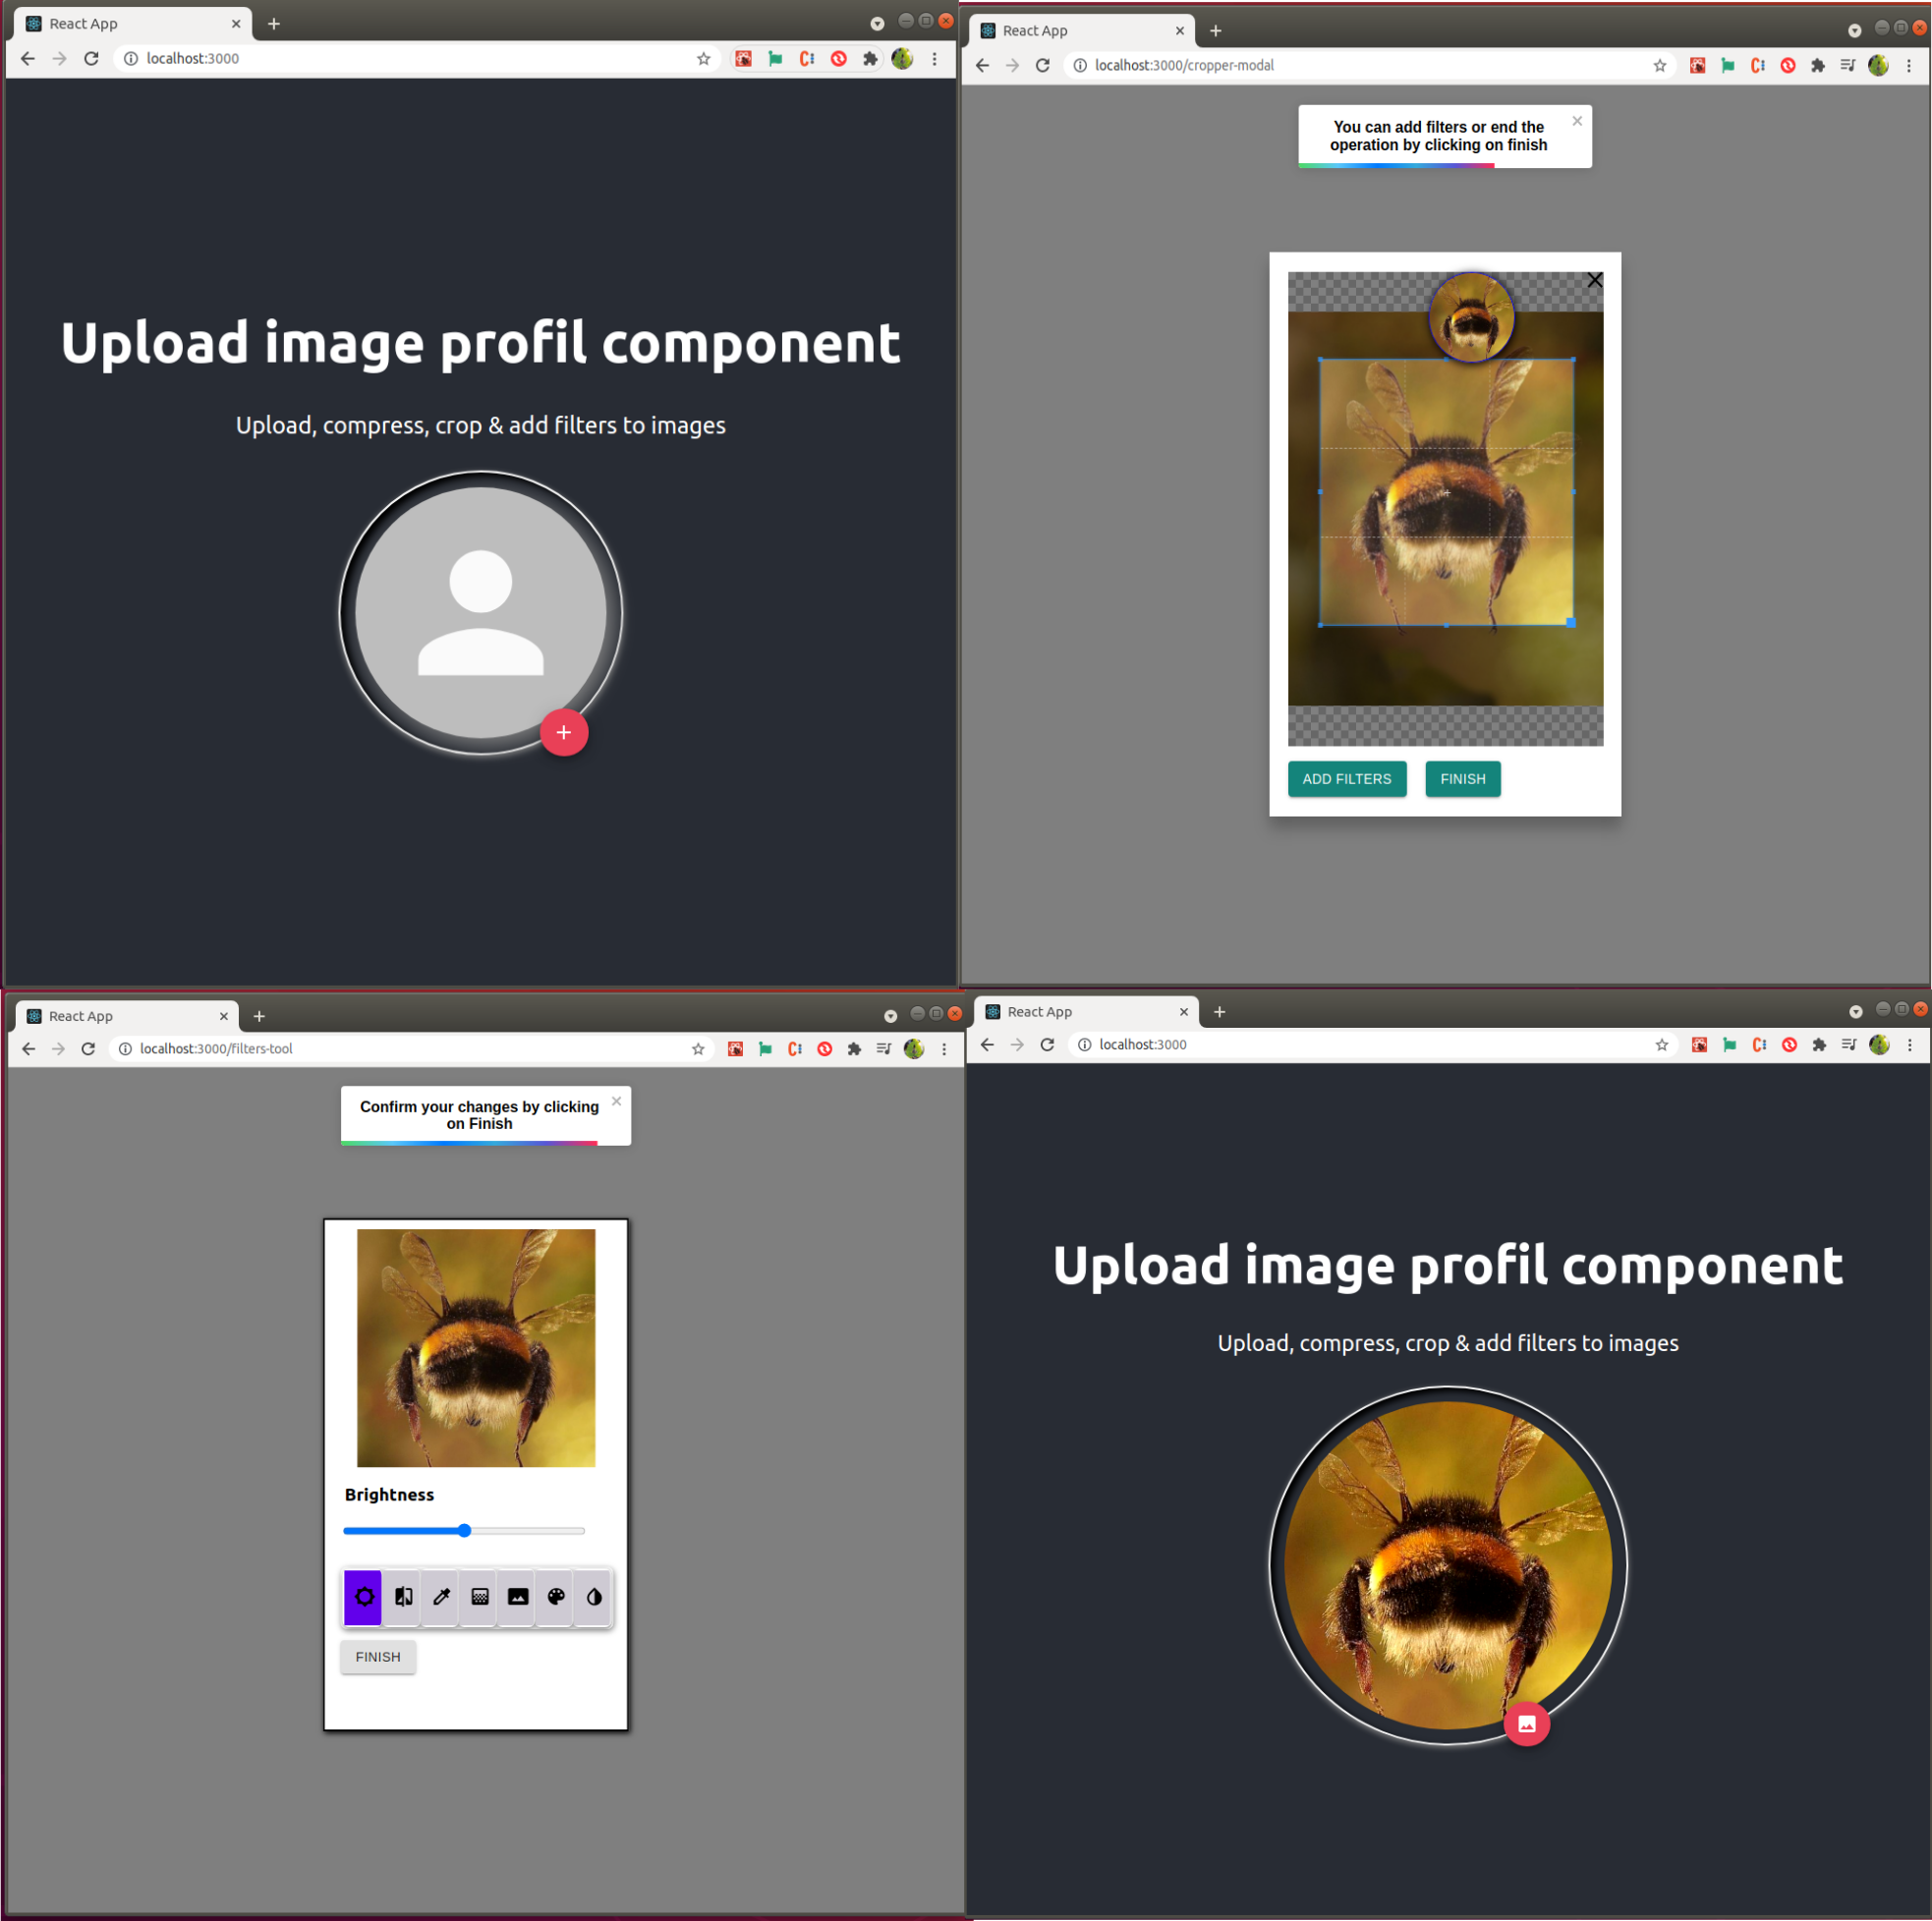 React App
localhost:3000
Upload image profil component
Upload, compress, crop & add filters to images
React App
localhost:3000/cropper-modal
You can add filters or end the
operation by clicking on finish
ADD FILTERS
FINISH
React App
localhost:3000/filters-tool
Confirm your changes by clicking
on Finish
Brightness
FINISH
React App
localhost:3000
Upload image profil component
Upload, compress, crop & add filters to images